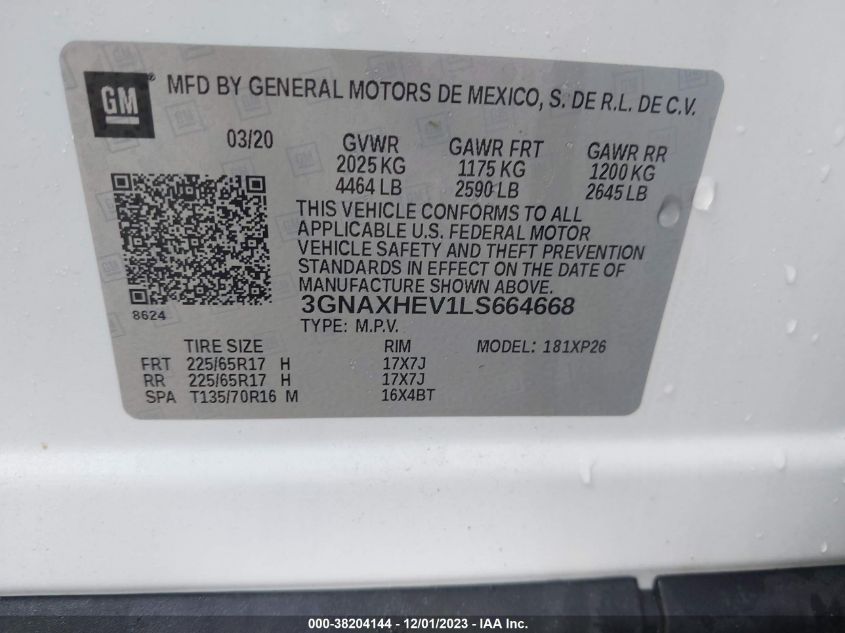 GM ® MFD BY GENERAL MOTORS DE MEXICO, S. DE R.L. DE C.V.
03/20 GVWR GAWR FRT GAWR RR
2025 KG 1175 KG 1200 KG
4464 LB 2590 LB 2645 LB
THIS VEHICLE CONFORMS TO ALL
APPLICABLE U.S. FEDERAL MOTOR
VEHICLE SAFETY AND THEFT PREVENTION
STANDARDS IN EFFECT ON THE DATE OF
MANUFACTURE SHOWN ABOVE.
8624 3GNAXHEV1LS664668
TYPE: M.P.V.
TIRE SIZE RIM MODEL: 181XP26
FRT 225/65R17 H 17X7J
RR 225/65R17 H 17X7J
SPA T135/70R16 M 16X4BT
000-38204144 - 12/01/2023 - IAA Inc.